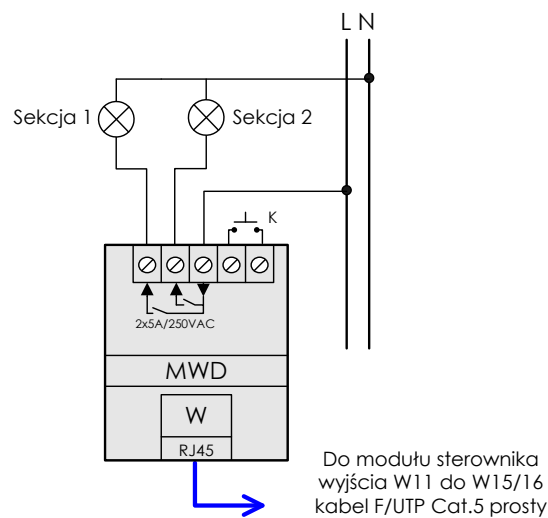 L N
Sekcja 1
Sekcja 2
K
2x5A/250VAC
MWD
W
RJ45
Do modułu sterownika
wyjścia W11 do W15/16
kabel F/UTP Cat.5 prosty